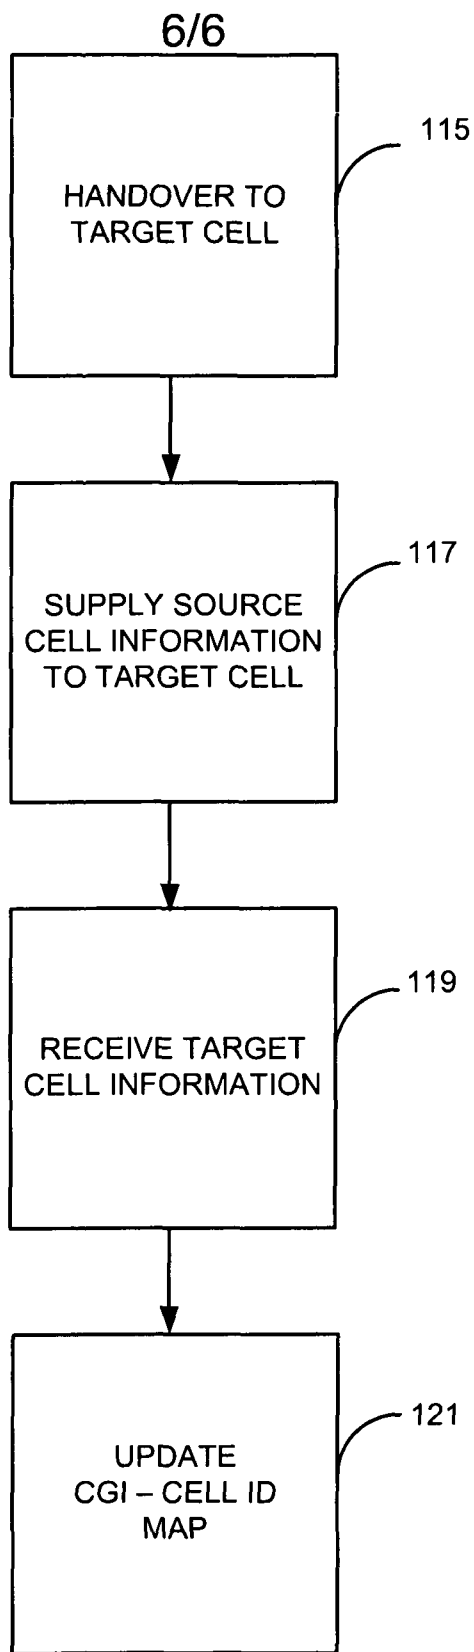 6/6
115
HANDOVER TO
TARGET CELL
117
SUPPLY SOURCE
CELL INFORMATION
TO TARGET CELL
119
RECEIVE TARGET
CELL INFORMATION
121
UPDATE
CGI – CELL ID
MAP